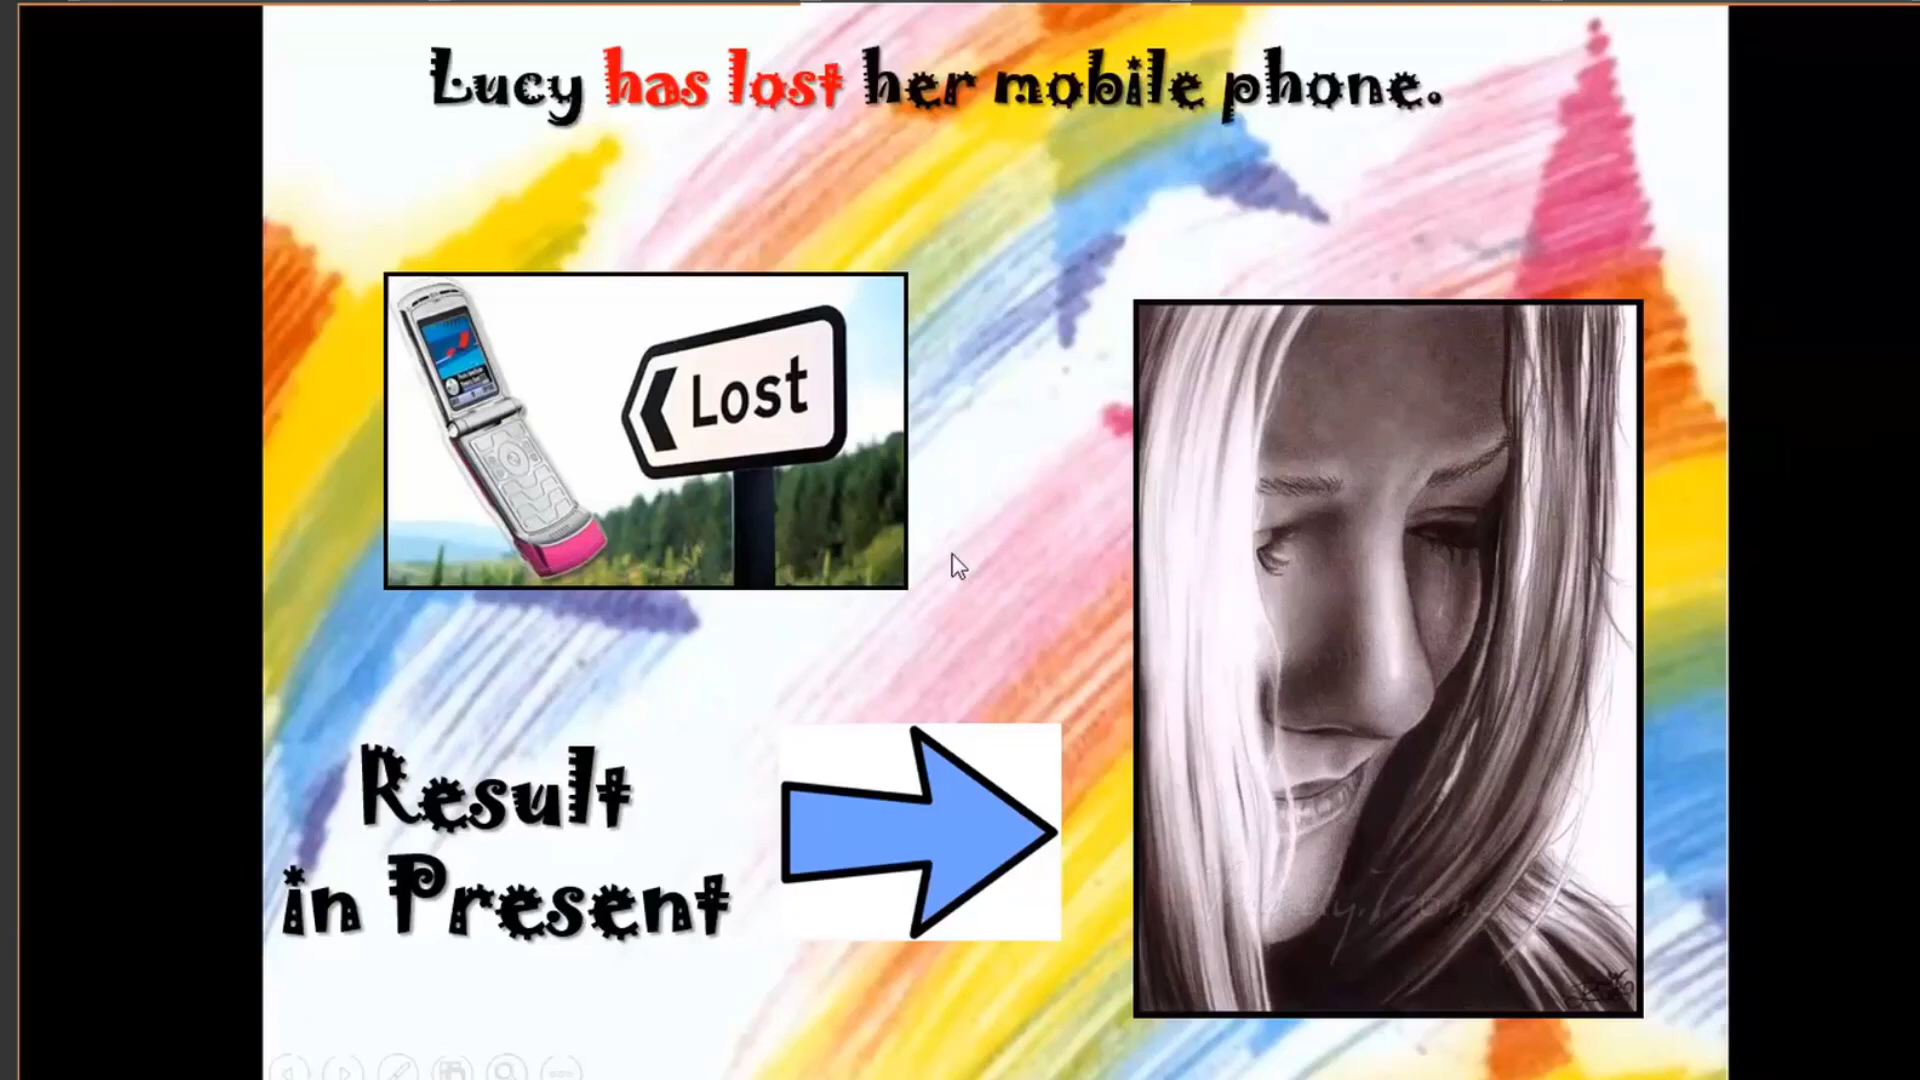 Lucy has lost her mobile phone.
Lost
Result
in Present